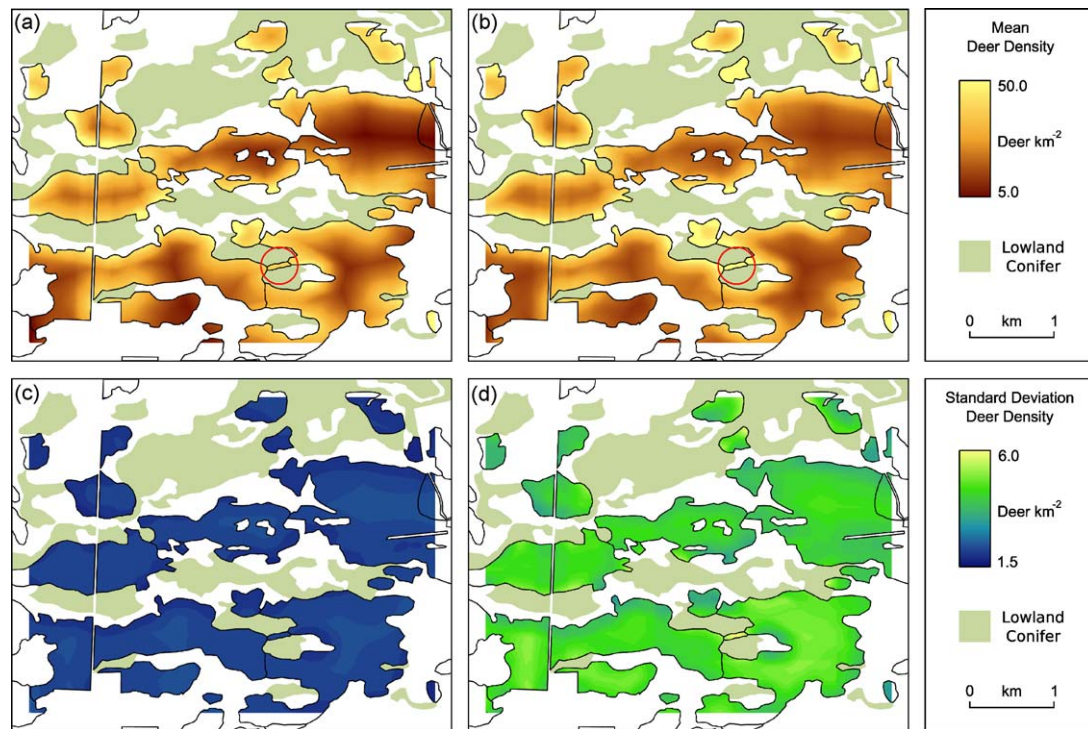 (a)
(b)
Mean
Deer Density
50.0
Deer km-2
5.0
Lowland
Conifer
0 km 1
(c)
(d)
Standard Deviation
Deer Density
6.0
Deer km-2
1.5
Lowland
Conifer
0 km 1